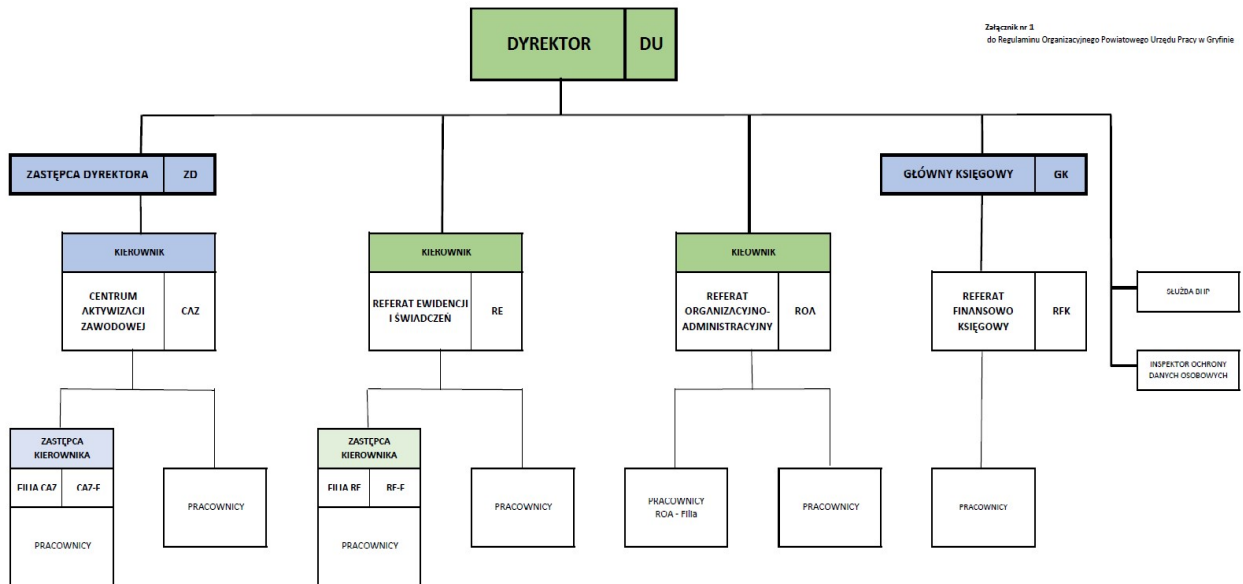 Załącznik nr 1
do Regulaminu Organizacyjnego Powiatowego Urzędu Pracy w Gryfinie
DYREKTOR DU
ZASTĘPCA DYREKTORA ZD
GŁÓWNY KSIĘGOWY GK
KIEROWNIK
CENTRUM
AKTYWIZACJI
ZAWODOWEJ
CAZ
KIEROWNIK
REFERAT EWIDENCJI
I ŚWIADCZEŃ
RE
KIEOWNIK
REFERAT
ORGANIZACYJNO-
ADMINISTRACYJNY
ROA
REFERAT
FINANSOWO
KSIĘGOWY
RFK
SŁUŻBA BHP
INSPEKTOR OCHRONY
DANYCH OSOBOWYCH
ZASTĘPCA
KIEROWNIKA
FILIA CAZ CAZ-F
PRACOWNICY
PRACOWNICY
ZASTĘPCA
KIEROWNIKA
FILIA RE RE-F
PRACOWNICY
PRACOWNICY
PRACOWNICY
ROA - Filia
PRACOWNICY
PRACOWNICY